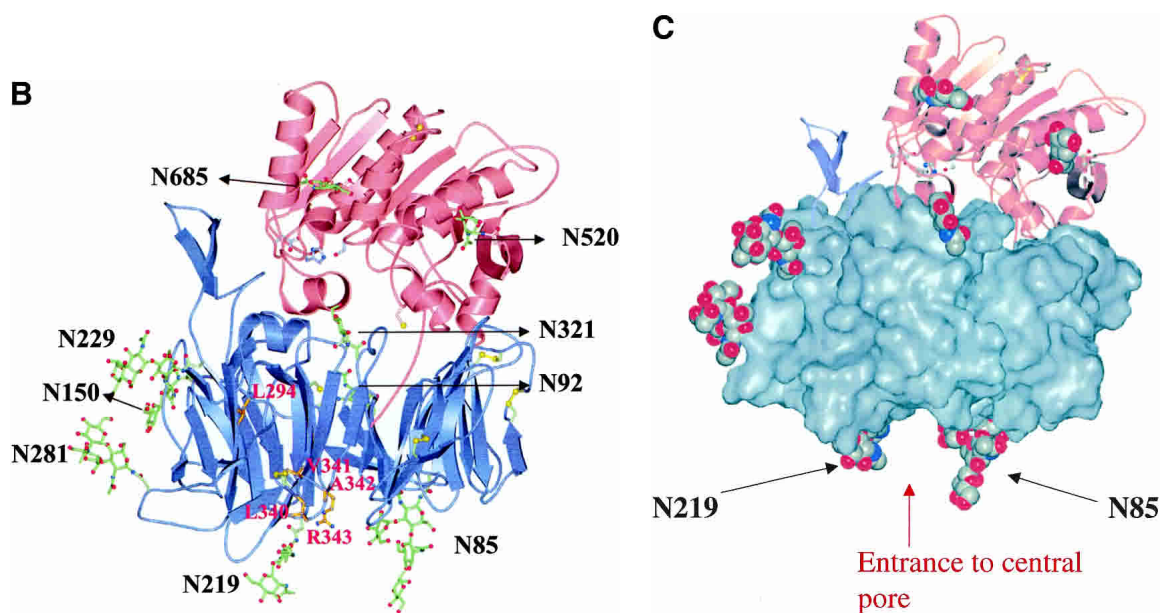 B
N685
N520
N321
N229
N92
N150
L294
N281
V341
A342
L340
R343
N85
N219
C
N219
N85
Entrance to central
pore